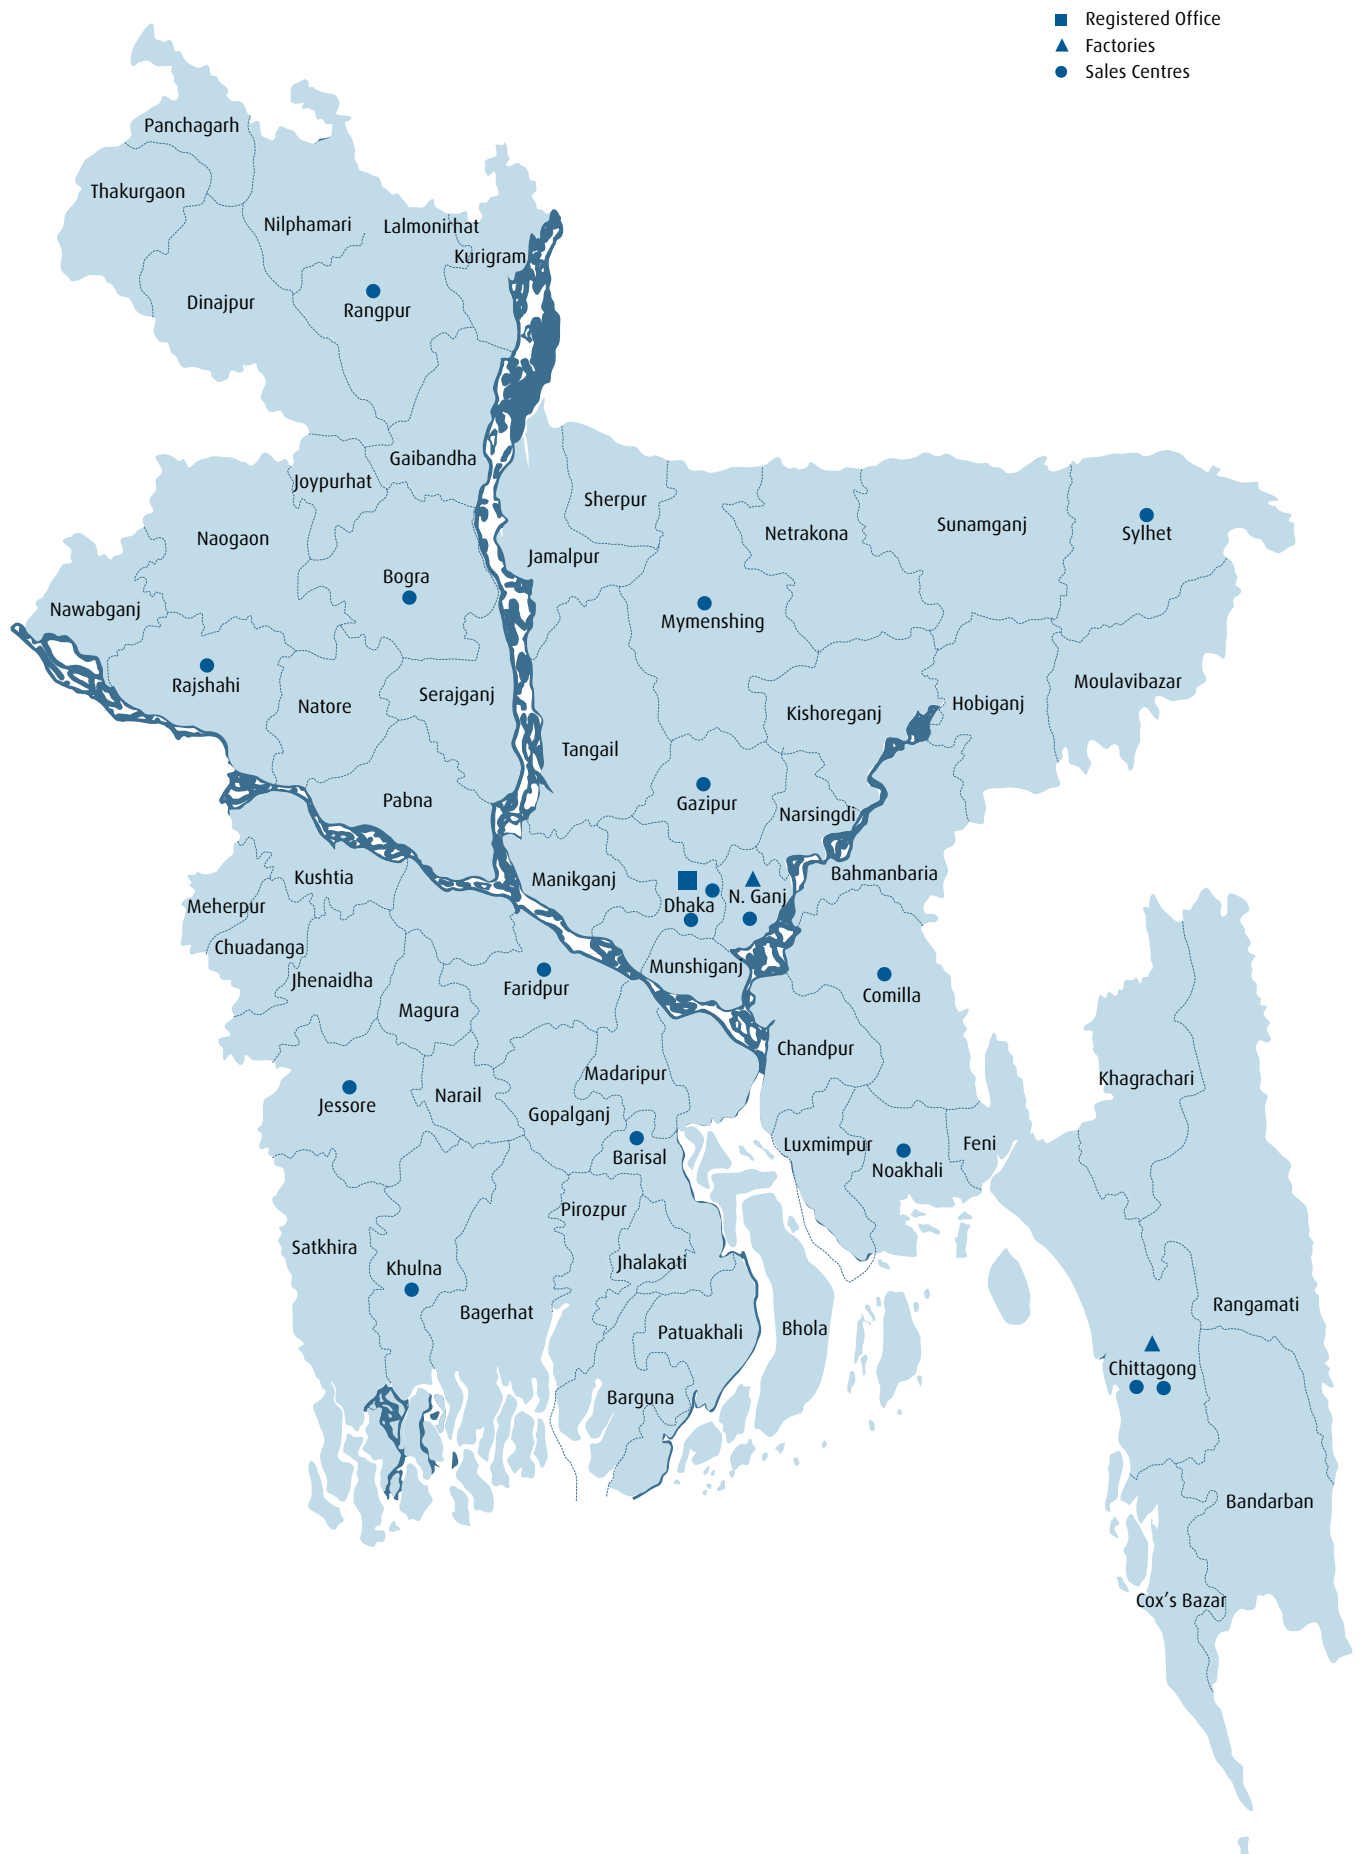 Registered Office
Factories
Sales Centres
Panchagarh
Thakurgaon
Nilphamari
Lalmonirhat
Kurigram
Dinajpur
Rangpur
Gaibandha
Joypurhat
Sherpur
Netrakona
Sunamganj
Sylhet
Naogaon
Jamalpur
Bogra
Nawabganj
Mymenshing
Rajshahi
Moulavibazar
Serajganj
Natore
Hobiganj
Kishoreganj
Tangail
Pabna
Gazipur
Narsingdi
Bahmanbaria
Kushtia
Manikganj
N. Ganj
Dhaka
Meherpur
Chuadanga
Munshiganj
Jhenaidha
Faridpur
Comilla
Magura
Chandpur
Madaripur
Khagrachari
Narail
Jessore
Gopalganj
Luxmimpur
Feni
Barisal
Noakhali
Pirozpur
Satkhira
Jhalakati
Khulna
Rangamati
Bagerhat
Patuakhali
Bhola
Chittagong
Barguna
Bandarban
Cox's Bazar